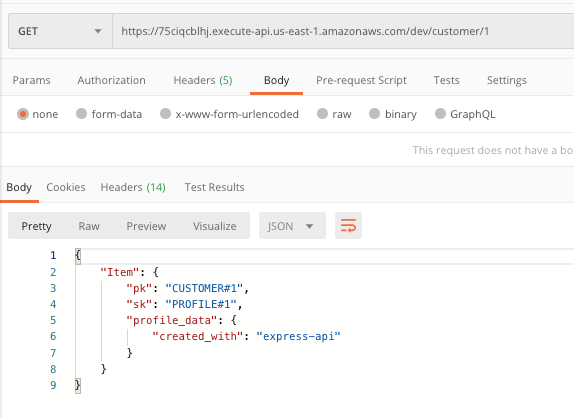 GET https://75ciqcblhj.execute-api.us-east-1.amazonaws.com/dev/customer/1
Params Authorization Headers (5) Body Pre-request Script Tests Settings
none form-data x-www-form-urlencoded raw binary GraphQL
This request does not have a bo
Body Cookies Headers (14) Test Results
Pretty Raw Preview Visualize JSON
1 {
2 "Item": {
3 "pk": "CUSTOMER#1",
4 "sk": "PROFILE#1",
5 "profile_data": {
6 "created_with": "express-api"
7 }
8 }
9 }